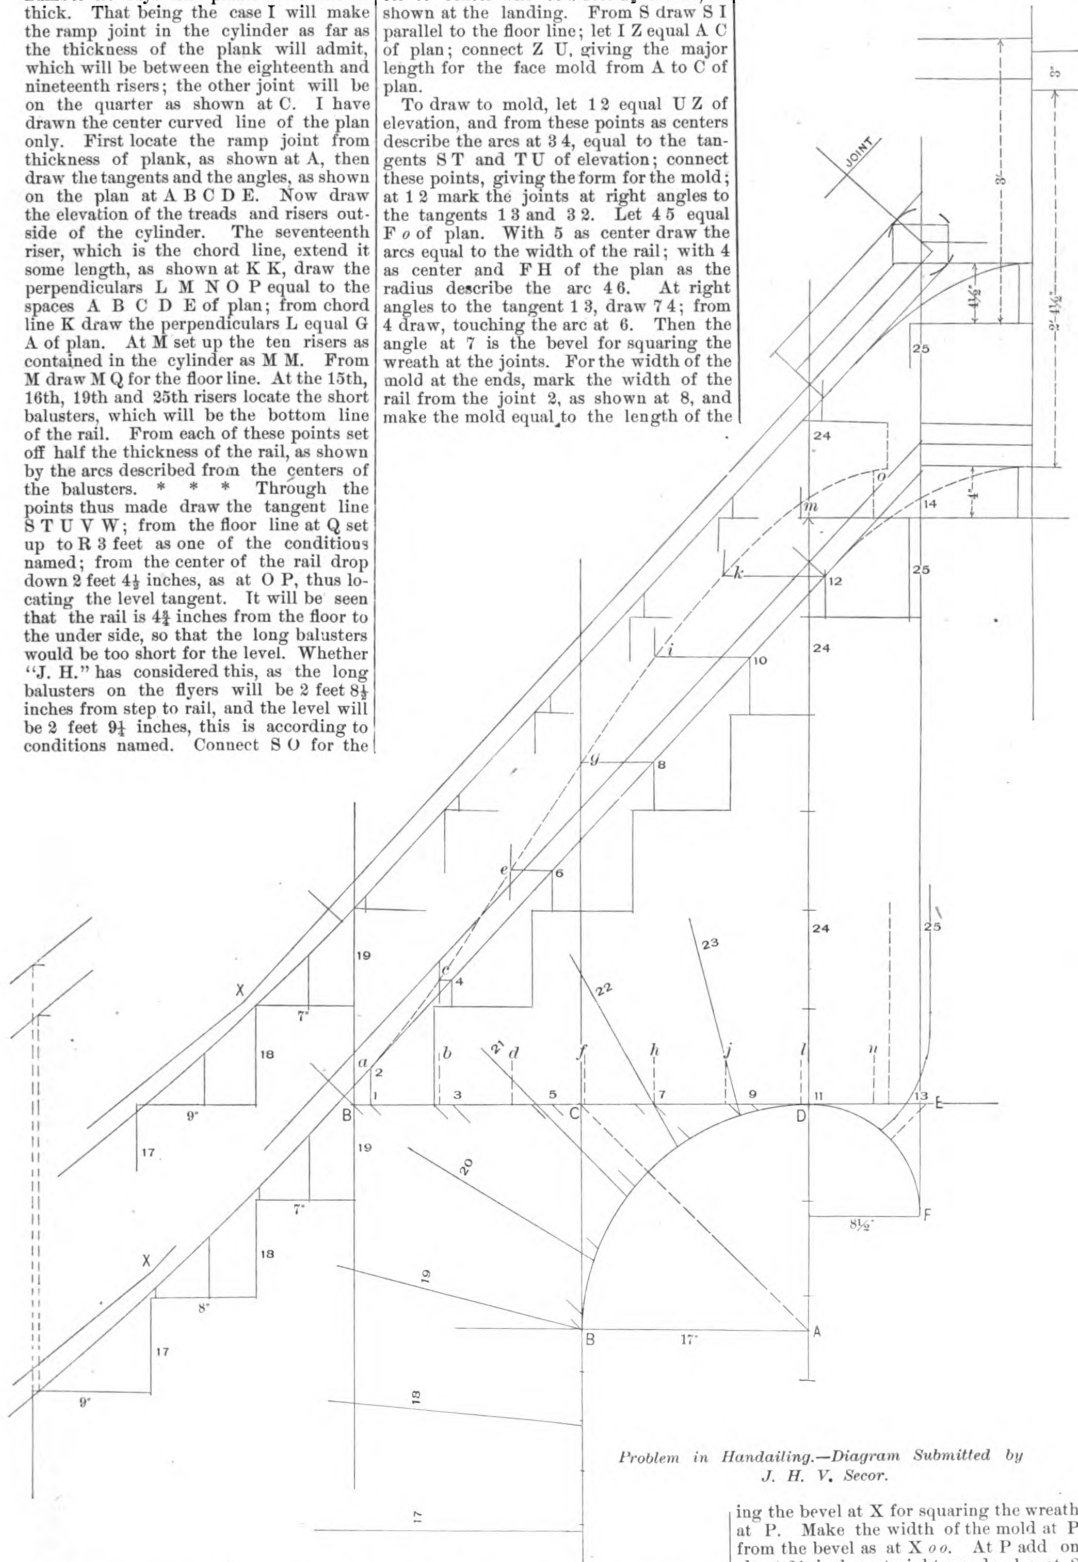 thick. That being the case I will make
the ramp joint in the cylinder as far as
the thickness of the plank will admit,
which will be between the eighteenth and
nineteenth risers; the other joint will be
on the quarter as shown at C. I have
drawn the center curved line of the plan
only. First locate the ramp joint from
thickness of plank, as shown at A, then
draw the tangents and the angles, as shown
on the plan at A B C D E. Now draw
the elevation of the treads and risers out-
side of the cylinder. The seventeenth
riser, which is the chord line, extend it
some length, as shown at K K, draw the
perpendiculars L M N O P equal to the
spaces A B C D E of plan; from chord
line K draw the perpendiculars L equal G
A of plan. At M set up the ten risers as
contained in the cylinder as M M. From
M draw M Q for the floor line. At the 15th,
16th, 19th and 25th risers locate the short
balusters, which will be the bottom line
of the rail. From each of these points set
off half the thickness of the rail, as shown
by the arcs described from the centers of
the balusters. * * * Through the
points thus made draw the tangent line
S T U V W; from the floor line at Q set
up to R 3 feet as one of the conditions
named; from the center of the rail drop
down 2 feet 4½ inches, as at O P, thus lo-
cating the level tangent. It will be seen
that the rail is 4¾ inches from the floor to
the under side, so that the long balusters
would be too short for the level. Whether
"J. H." has considered this, as the long
balusters on the flyers will be 2 feet 8½
inches from step to rail, and the level will
be 2 feet 9¼ inches, this is according to
conditions named. Connect S O for the
shown at the landing. From S draw S I
parallel to the floor line; let I Z equal A C
of plan; connect Z U, giving the major
length for the face mold from A to C of
plan.
To draw to mold, let 1 2 equal U Z of
elevation, and from these points as centers
describe the arcs at 3 4, equal to the tan-
gents S T and T U of elevation; connect
these points, giving the form for the mold;
at 1 2 mark the joints at right angles to
the tangents 1 3 and 3 2. Let 4 5 equal
F o of plan. With 5 as center draw the
arcs equal to the width of the rail; with 4
as center and F H of the plan as the
radius describe the arc 4 6. At right
angles to the tangent 1 3, draw 7 4; from
4 draw, touching the arc at 6. Then the
angle at 7 is the bevel for squaring the
wreath at the joints. For the width of the
mold at the ends, mark the width of the
rail from the joint 2, as shown at 8, and
make the mold equal to the length of the
JOINT
3'
4½"
2' 4½"
25
24
o
4"
m
14
k
12
25
i
10
24
g
8
e
6
24
25
23
19
c
4
22
X
7"
18
a
2
b
d
21
f
h
j
l
n
9"
B
1
3
5
C
7
9
D
11
13
E
17
19
20
7"
8½"
F
X
18
19
8"
B
17"
A
17
9"
18
17
Problem in Handailing.—Diagram Submitted by
J. H. V. Secor.
ing the bevel at X for squaring the wreath
at P. Make the width of the mold at P
from the bevel as at X o o. At P add on